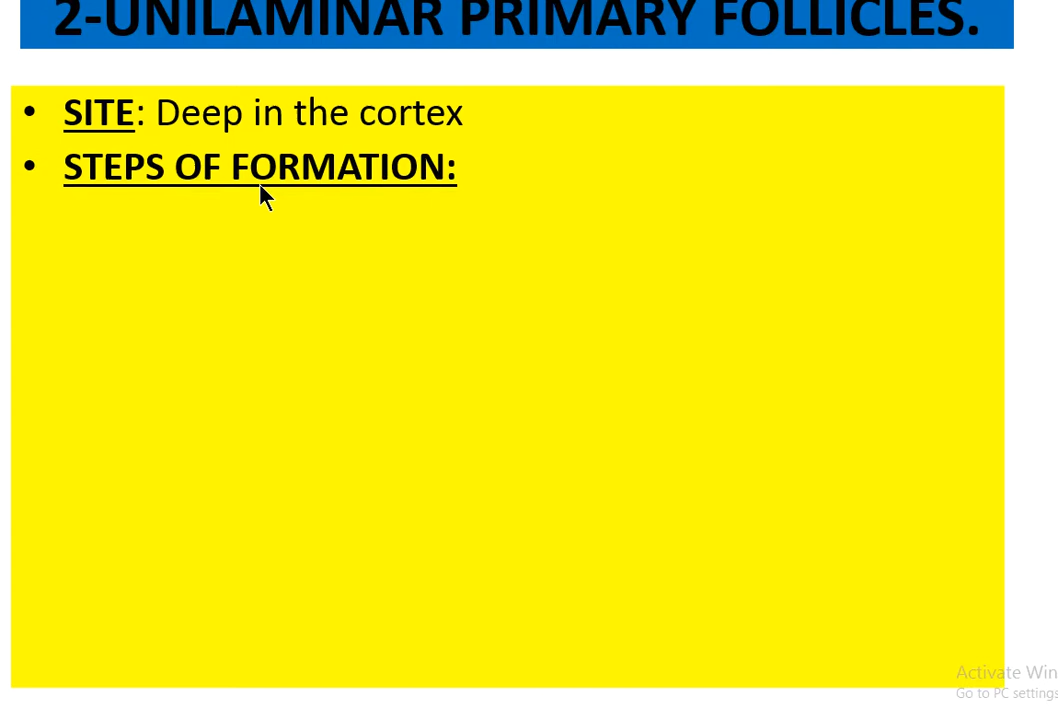 2-UNILAMINAR PRIMARY FOLLICLES.
• SITE: Deep in the cortex
• STEPS OF FORMATION:
Activate Win
Go to PC settings